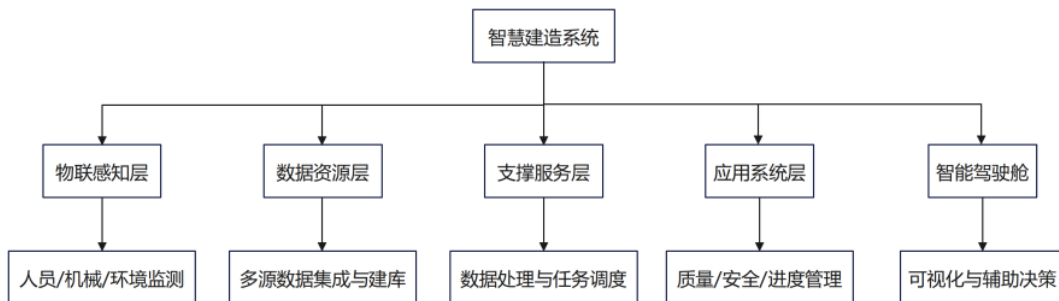 智慧建造系统
物联感知层
数据资源层
支撑服务层
应用系统层
智能驾驶舱
人员/机械/环境监测
多源数据集成与建库
数据处理与任务调度
质量/安全/进度管理
可视化与辅助决策